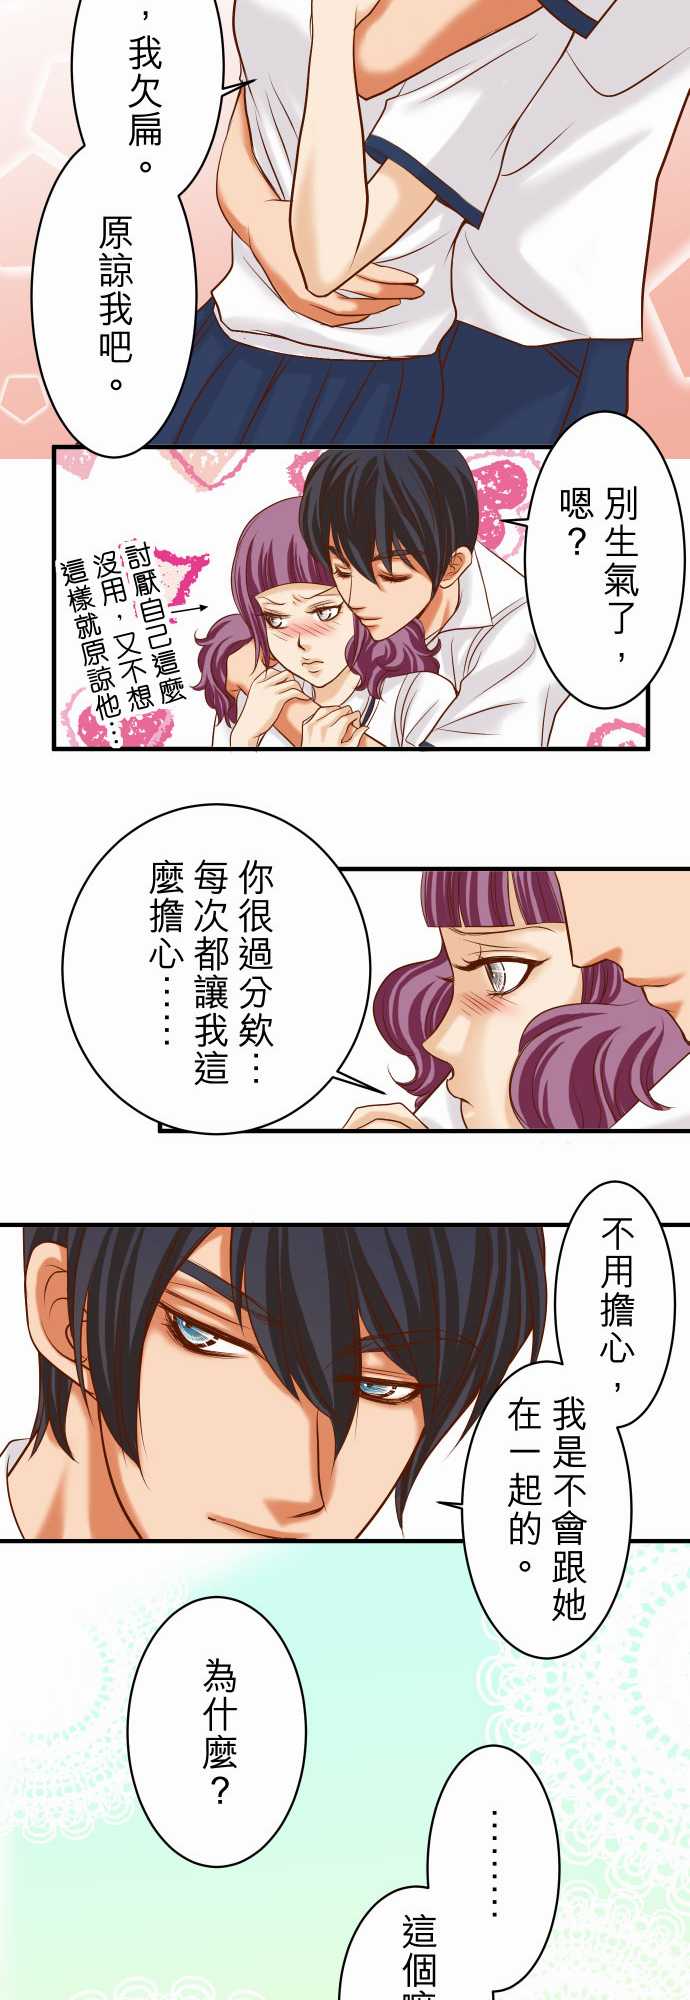 ，我欠扁。
原諒我吧。
別生氣了，
嗯？
討厭自己這麼
沒用，又不想
這樣就原諒他…
你很過分欸…
每次都讓我這
麼擔心……
不用擔心，
我是不會跟她
在一起的。
為什麼？
………
這個